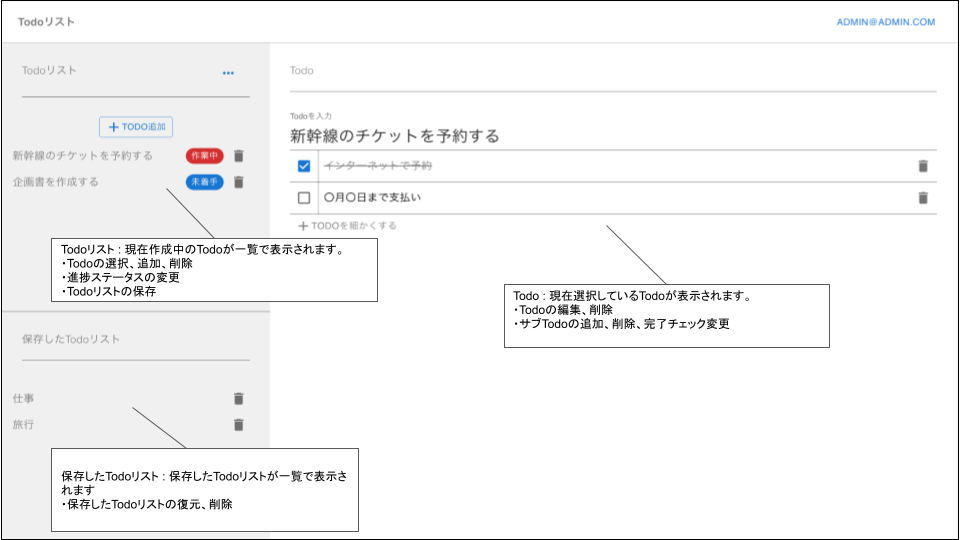 Todoリスト
ADMIN@ADMIN.COM
Todoリスト
Todo
TODO追加
Todoを入力
新幹線のチケットを予約する
新幹線のチケットを予約する 作業中
インターネットで予約
企画書を作成する 未着手
〇月〇日まで支払い
TODOを細かくする
Todoリスト : 現在作成中のTodoが一覧で表示されます。
・Todoの選択、追加、削除
・進捗ステータスの変更
・Todoリストの保存
Todo : 現在選択しているTodoが表示されます。
・Todoの編集、削除
・サブTodoの追加、削除、完了チェック変更
保存したTodoリスト
仕事
旅行
保存したTodoリスト : 保存したTodoリストが一覧で表示さ
れます
・保存したTodoリストの復元、削除